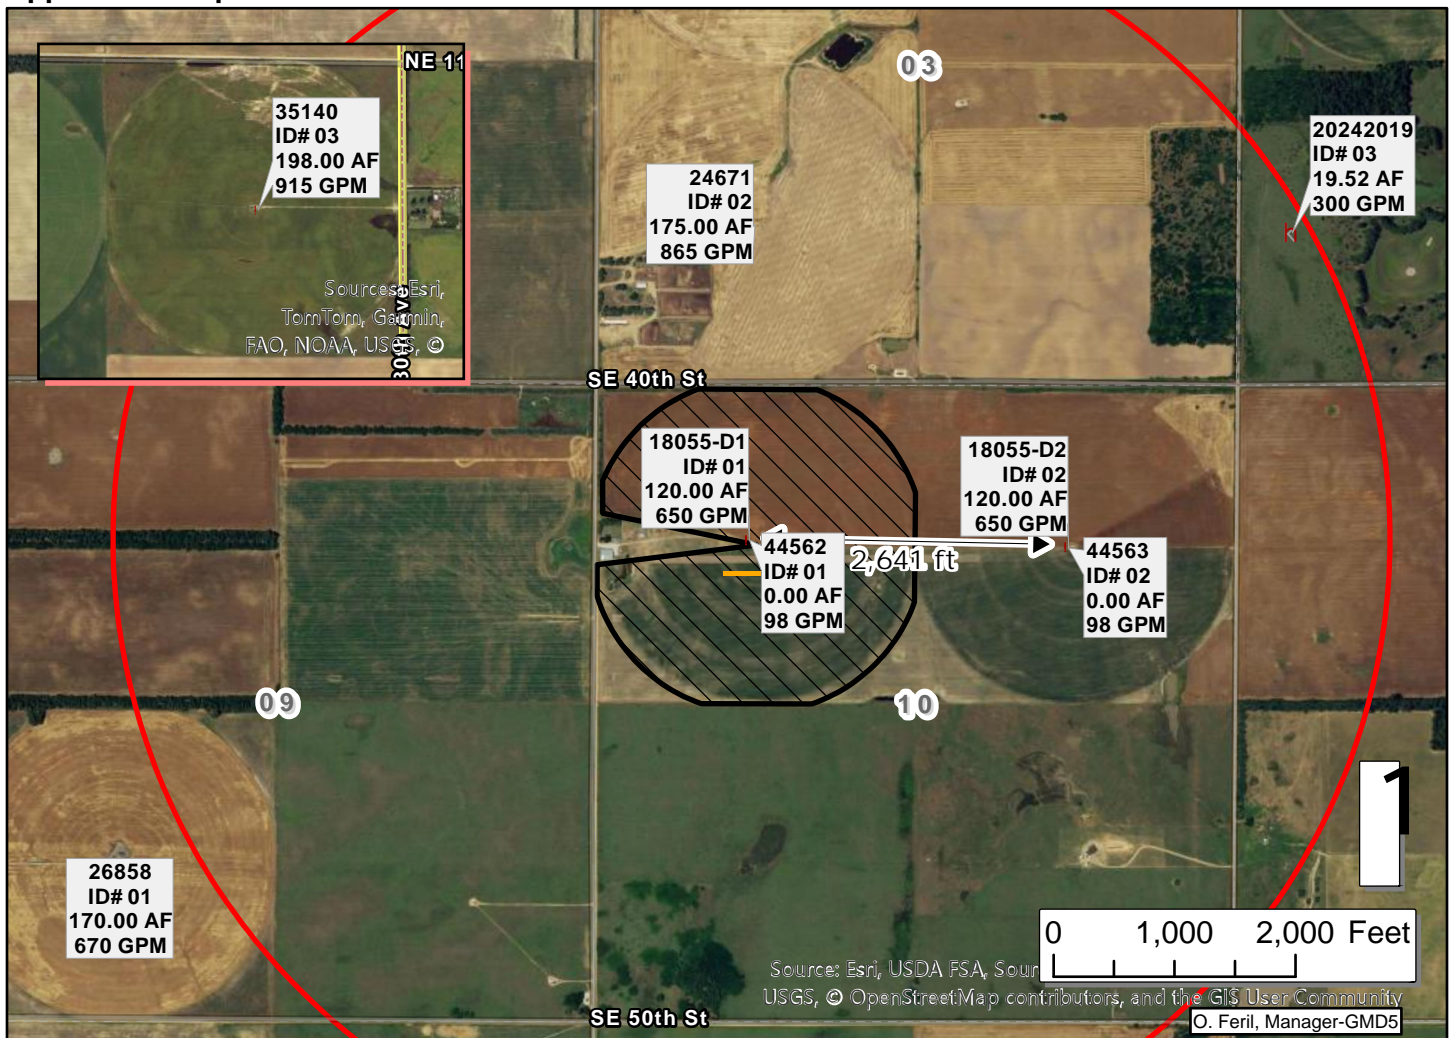 NE 11
35140
ID# 03
198.00 AF
915 GPM
Sources: Esri,
TomTom, Garmin,
FAO, NOAA, USGS, ©
30th Ave
03
20242019
ID# 03
19.52 AF
300 GPM
24671
ID# 02
175.00 AF
865 GPM
SE 40th St
18055-D1
ID# 01
120.00 AF
650 GPM
18055-D2
ID# 02
120.00 AF
650 GPM
2,641 ft
44562
ID# 01
0.00 AF
98 GPM
44563
ID# 02
0.00 AF
98 GPM
09
10
1
26858
ID# 01
170.00 AF
670 GPM
0 1,000 2,000 Feet
Source: Esri, USDA FSA, Sour
USGS, © OpenStreetMap contributors, and the GIS User Community
SE 50th St
O. Feril, Manager-GMD5